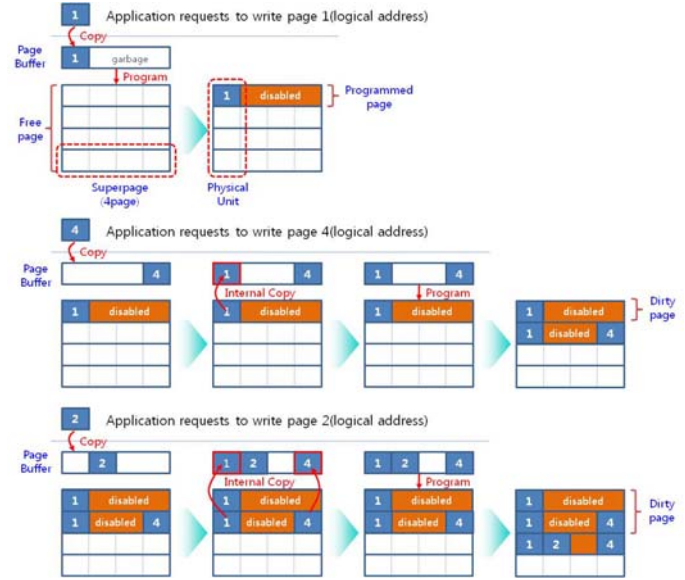 1 Application requests to write page 1(logical address)
Copy
Page Buffer
1 garbage
Program
Free page
1 disabled
Programmed page
Superpage (4page)
Physical Unit
4 Application requests to write page 4(logical address)
Copy
Page Buffer
4
1 4
1 4
Internal Copy
Program
1 disabled
1 disabled
1 disabled
1 disabled
1 disabled 4
Dirty page
2 Application requests to write page 2(logical address)
Copy
Page Buffer
2
1 2 4
1 2 4
Internal Copy
Program
1 disabled
1 disabled
1 disabled
1 disabled
1 disabled 4
1 disabled 4
1 disabled 4
1 disabled 4
1 2 4
Dirty page